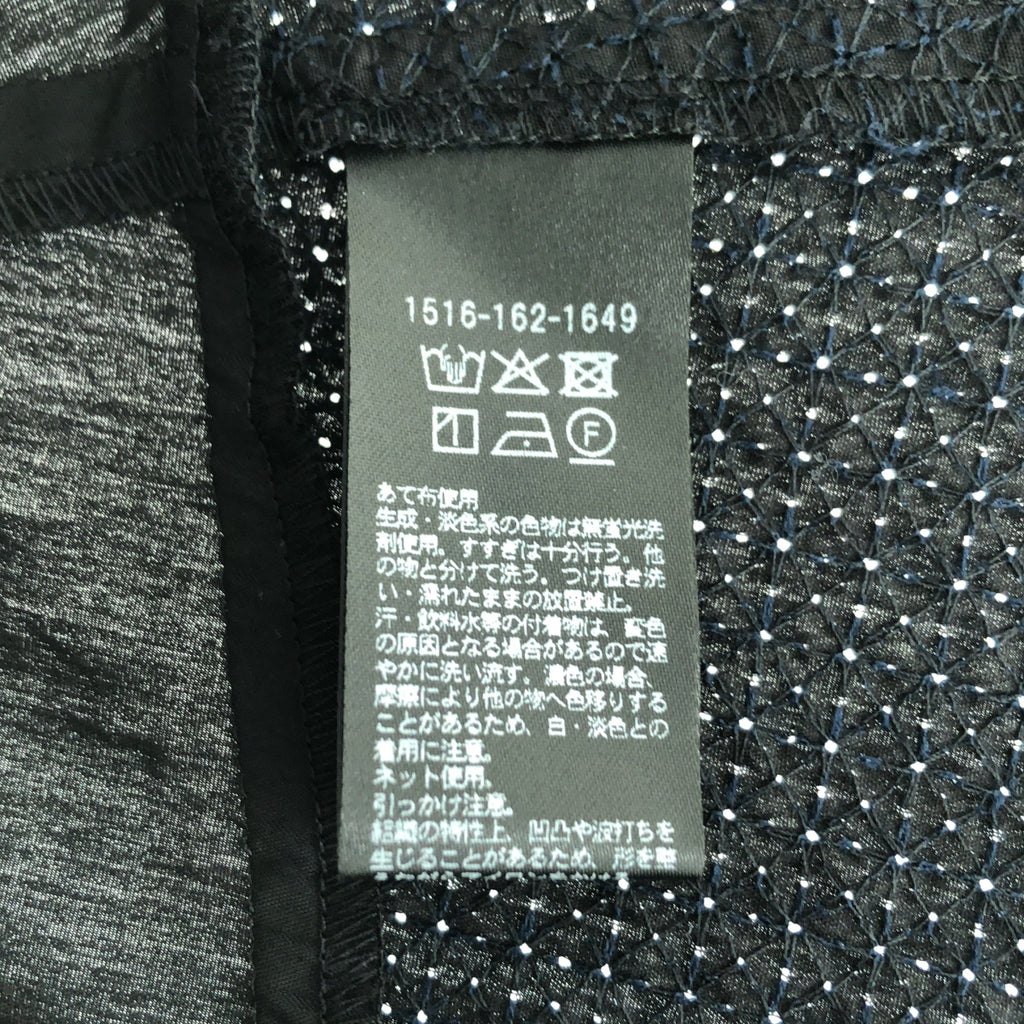 1516-162-1649
F
あて布使用
生成・淡色系の色物は無蛍光洗
剤使用。すすぎは十分行う。他
の物と分けて洗う。つけ置き洗
い・濡れたままの放置禁止。
汗・飲料水等の付着物は、変色
の原因となる場合があるので速
やかに洗い流す。濃色の場合、
摩擦により他の物へ色移りする
ことがあるため、白・淡色との
着用に注意。
ネット使用。
引っかけ注意。
組織の特性上、凹凸や波打ちを
生じることがあるため、形を整